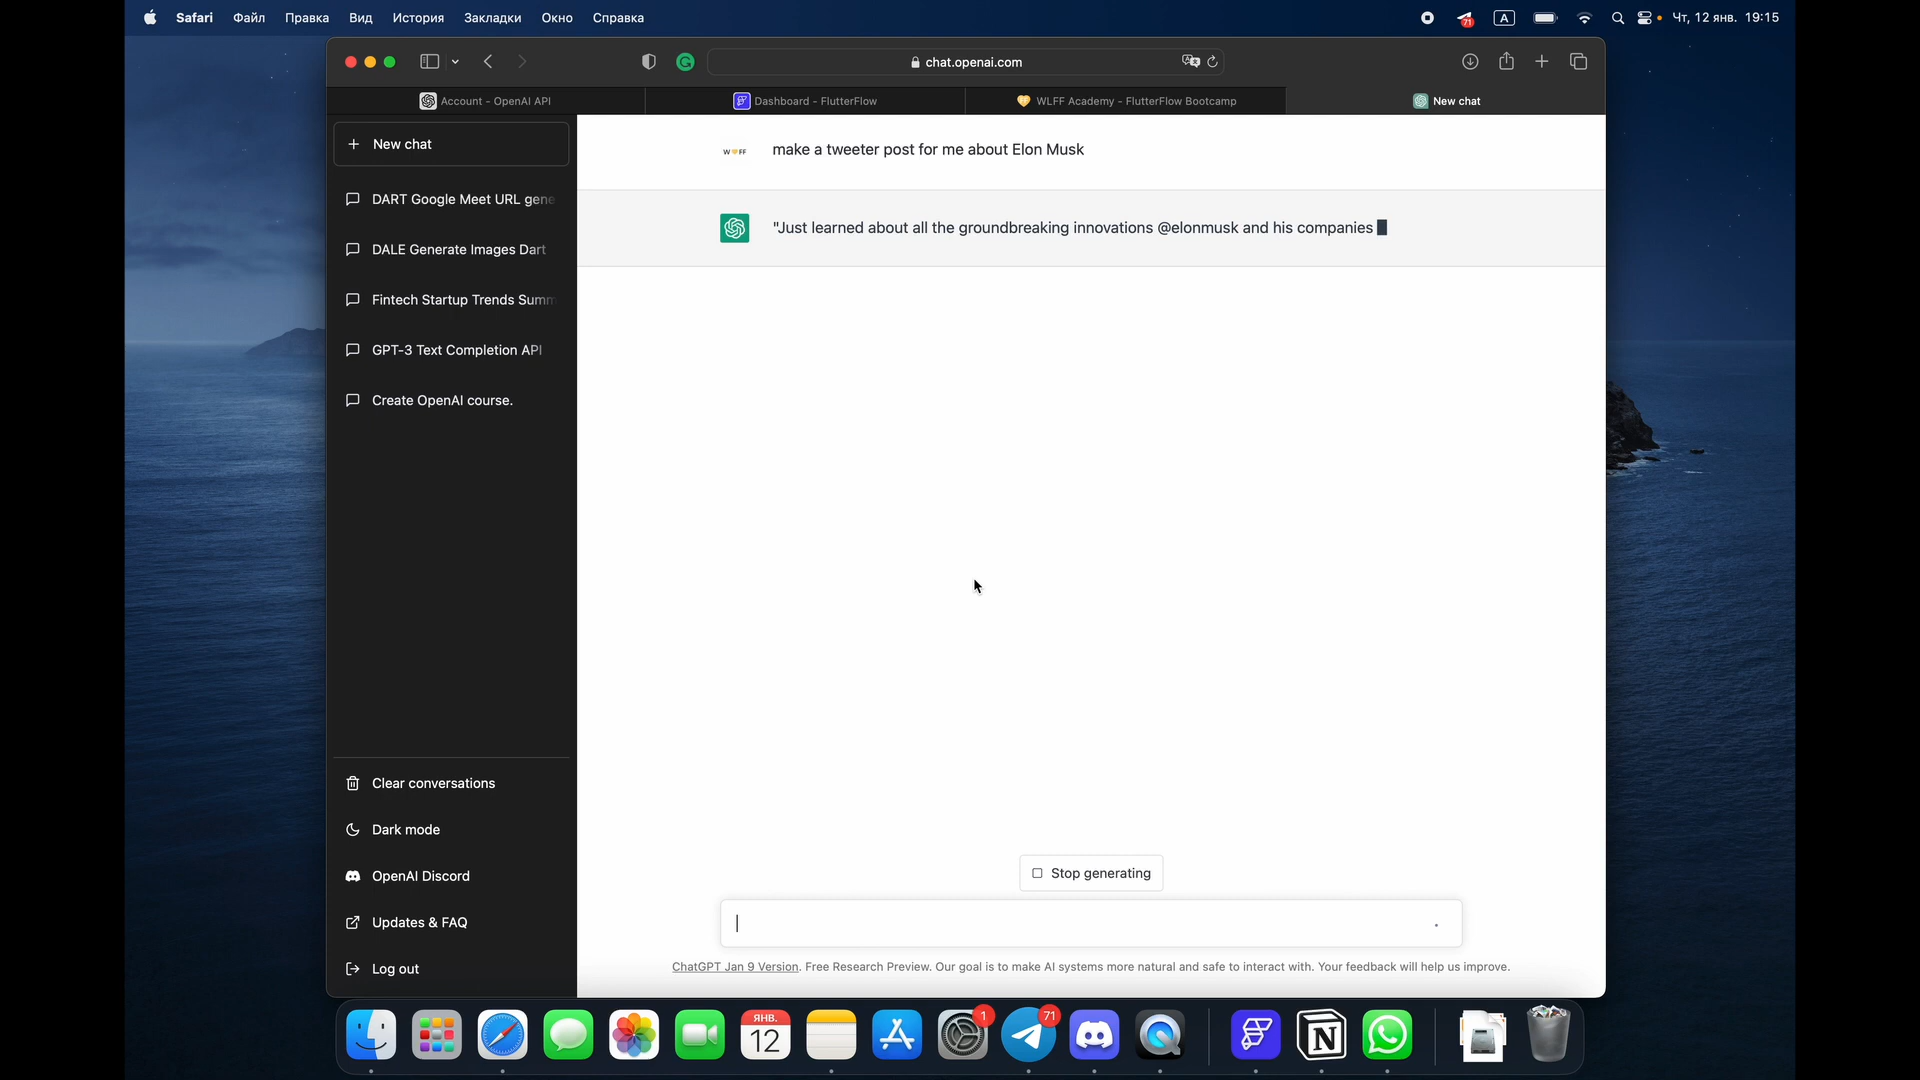 Safari Файл Правка Вид История Закладки Окно Справка
71 A Чт, 12 янв. 19:15
chat.openai.com
Account - OpenAI API
Dashboard - FlutterFlow
WLFF Academy - FlutterFlow Bootcamp
New chat
New chat
DART Google Meet URL gene
DALE Generate Images Dart
Fintech Startup Trends Summ
GPT-3 Text Completion API
Create OpenAI course.
Clear conversations
Dark mode
OpenAI Discord
Updates & FAQ
Log out
W FF
make a tweeter post for me about Elon Musk
"Just learned about all the groundbreaking innovations @elonmusk and his companies
Stop generating
ChatGPT Jan 9 Version. Free Research Preview. Our goal is to make AI systems more natural and safe to interact with. Your feedback will help us improve.
ЯНВ.
12
1
71